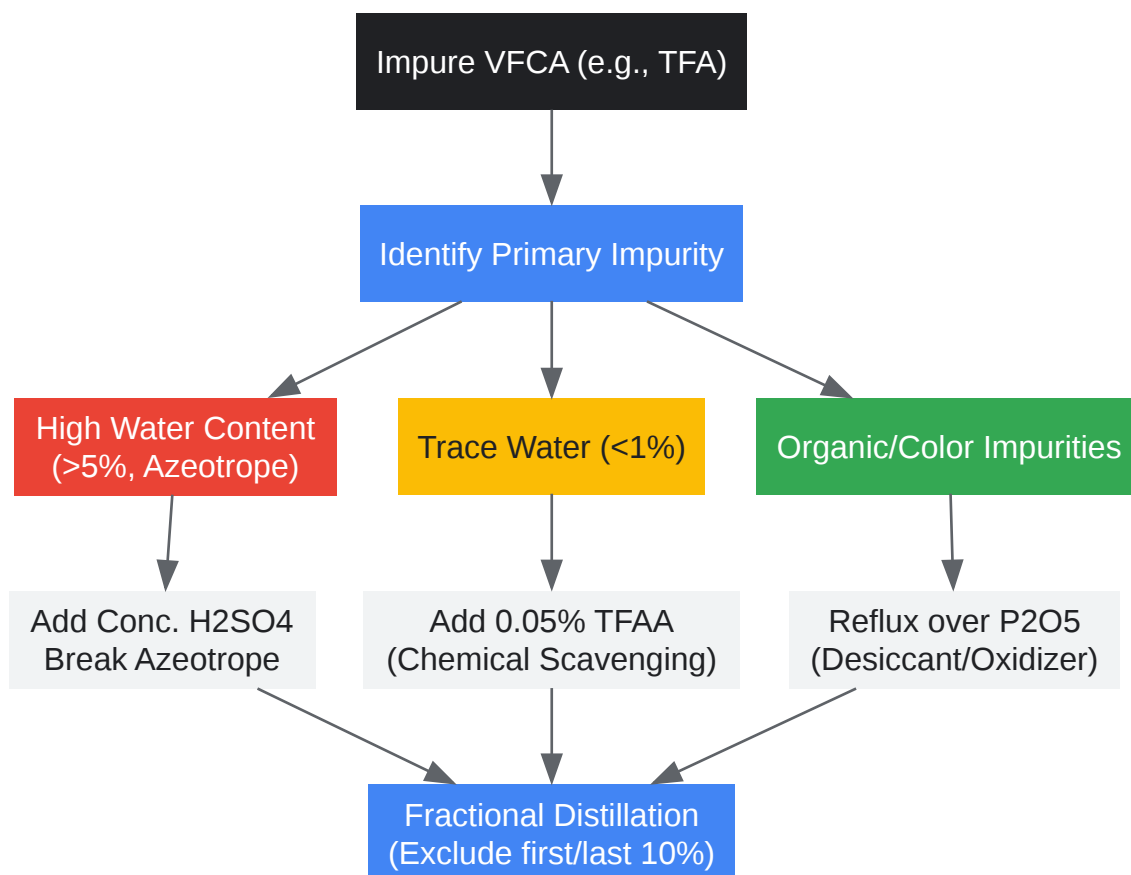 Impure VFCA (e.g., TFA)
Identify Primary Impurity
High Water Content
(>5%, Azeotrope)
Trace Water (<1%)
Organic/Color Impurities
Add Conc. H2SO4
Break Azeotrope
Add 0.05% TFAA
(Chemical Scavenging)
Reflux over P2O5
(Desiccant/Oxidizer)
Fractional Distillation
(Exclude first/last 10%)